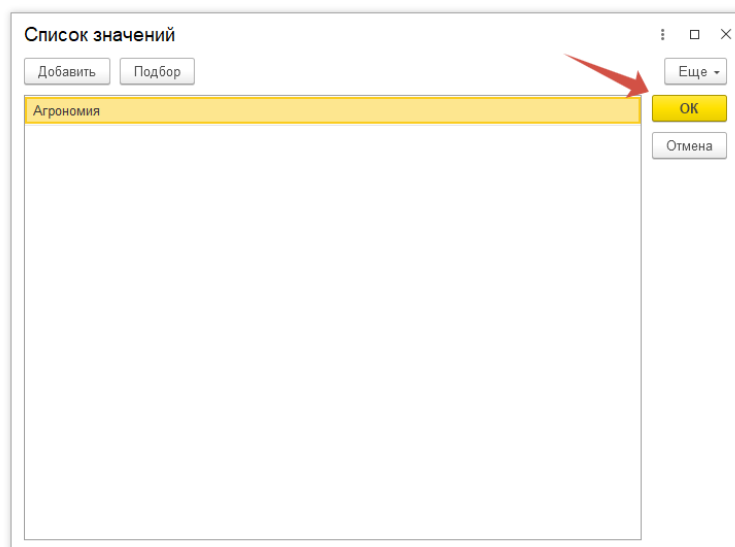 Список значений
Добавить Подбор Еще
Агрономия ОК
Отмена